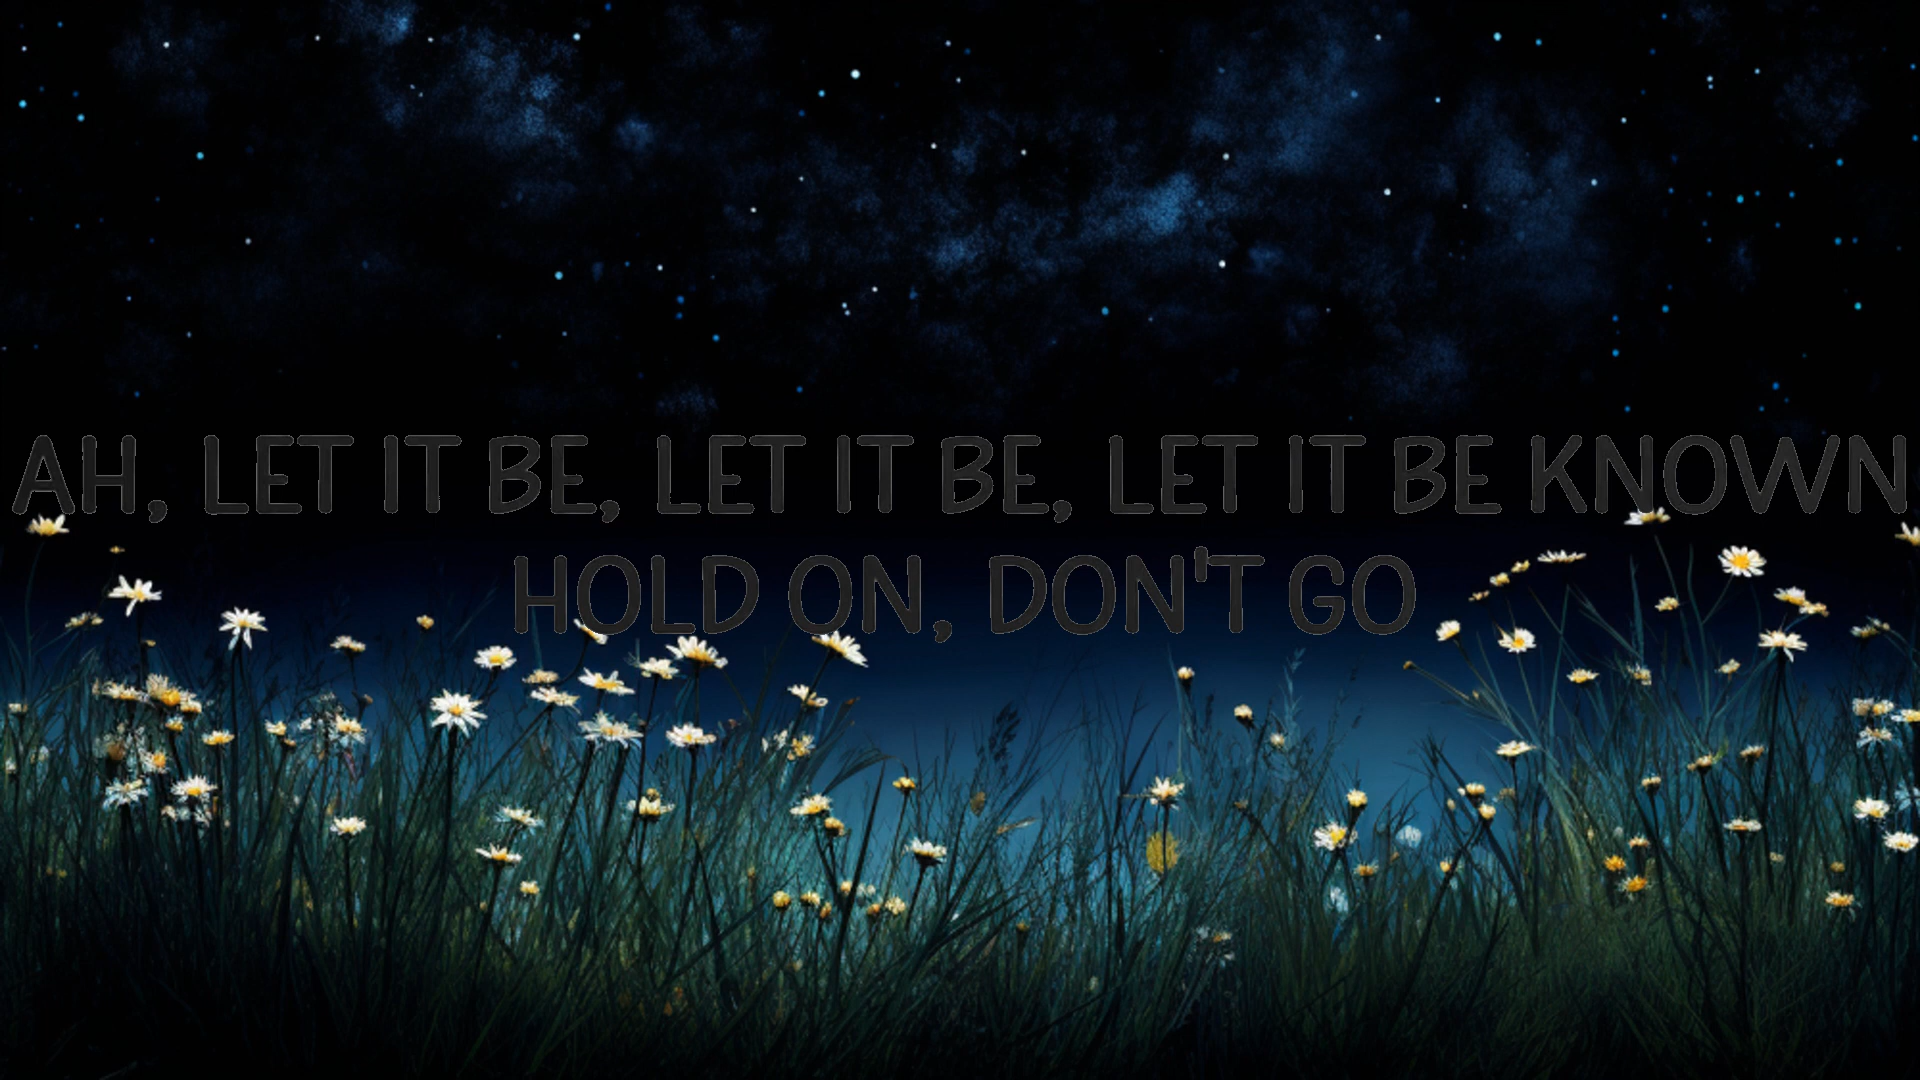 AH, LET IT BE, LET IT BE, LET IT BE KNOWN
HOLD ON, DON'T GO